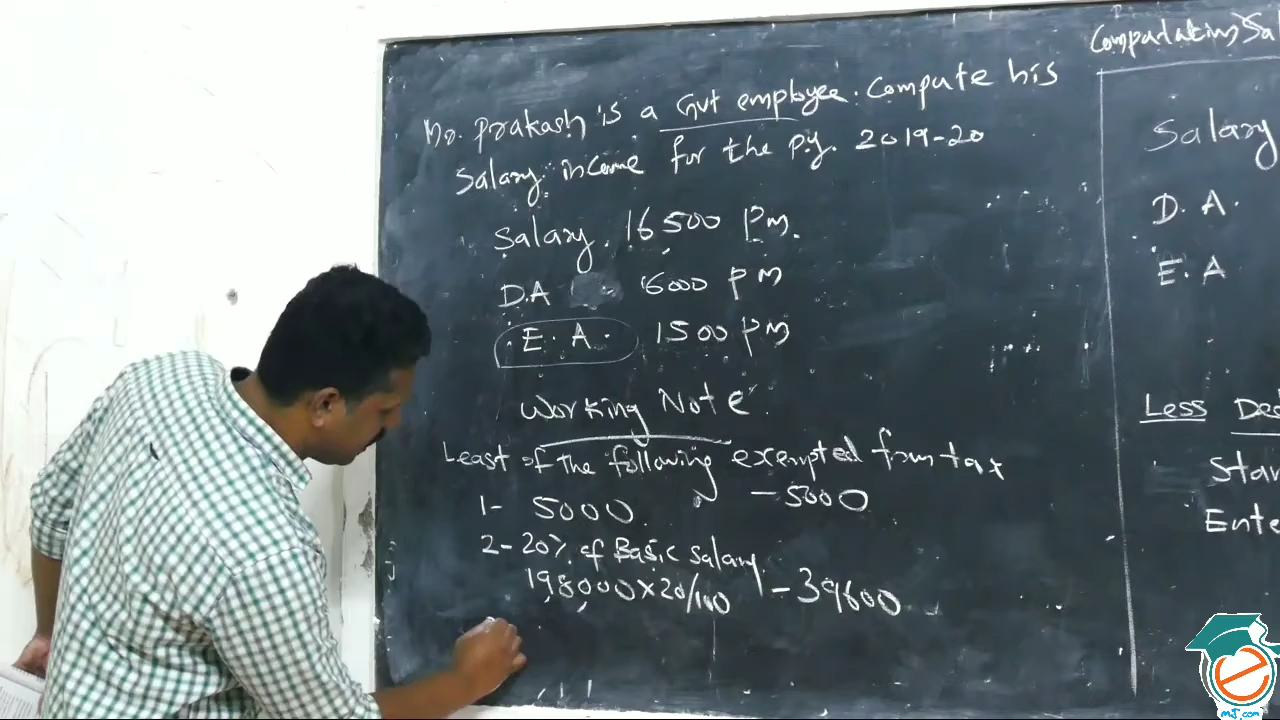 Mr. Prakash is a Gvt employee. Compute his
Salary income for the p.y. 2019-20
Salary. 16500 Pm.
D.A 6000 pm
E.A. 1500 pm
Working Note
Least of the following exempted from tax
1- 5000 - 5000
2- 20% of Basic Salary.
198000 x 20/100 - 39600
Salary
D. A.
E. A
Less Ded
Stan
Ente
mt.com